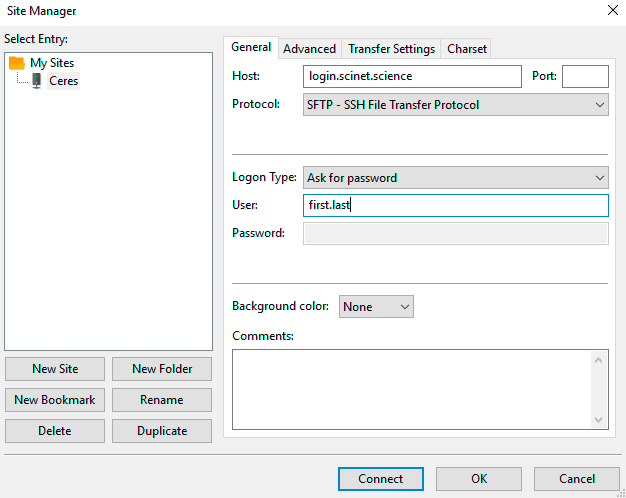 Site Manager
Select Entry:
My Sites
Ceres
New Site New Folder
New Bookmark Rename
Delete Duplicate
General Advanced Transfer Settings Charset
Host: login.scinet.science Port:
Protocol: SFTP - SSH File Transfer Protocol
Logon Type: Ask for password
User: first.last
Password:
Background color: None
Comments:
Connect OK Cancel